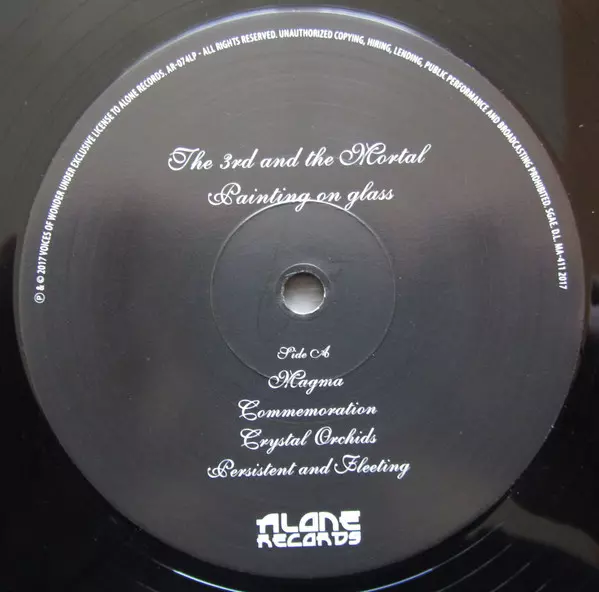 ℗ & © 2017 VOICES OF WONDER UNDER EXCLUSIVE LICENSE TO ALONE RECORDS. AR-074LP - ALL RIGHTS RESERVED. UNAUTHORIZED COPYING, HIRING, LENDING, PUBLIC PERFORMANCE AND BROADCASTING PROHIBITED. SGAE. D.L. MA-411 2017
The 3rd and the Mortal
Painting on glass
Side A
Magma
Commemoration
Crystal Orchids
Persistent and Fleeting
ALONE
RECORDS